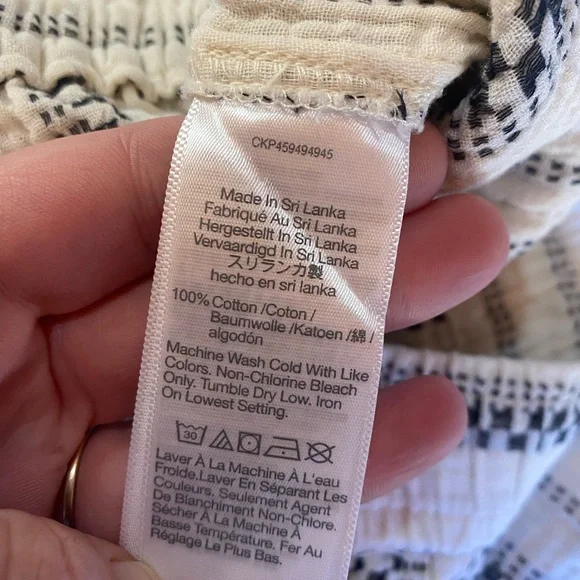 CKP459494945
Made In Sri Lanka
Fabriqué Au Sri Lanka
Hergestellt In Sri Lanka
Vervaardigd In Sri Lanka
スリランカ製
hecho en sri lanka
100% Cotton /Coton /
Baumwolle /Katoen /綿 /
algodón
Machine Wash Cold With Like
Colors. Non-Chlorine Bleach
Only. Tumble Dry Low. Iron
On Lowest Setting.
30
Laver À La Machine À L'eau
Froide.Laver En Séparant Les
Couleurs. Seulement Agent
De Blanchiment Non-Chlore.
Sécher À La Machine À
Basse Température. Fer Au
Réglage Le Plus Bas.